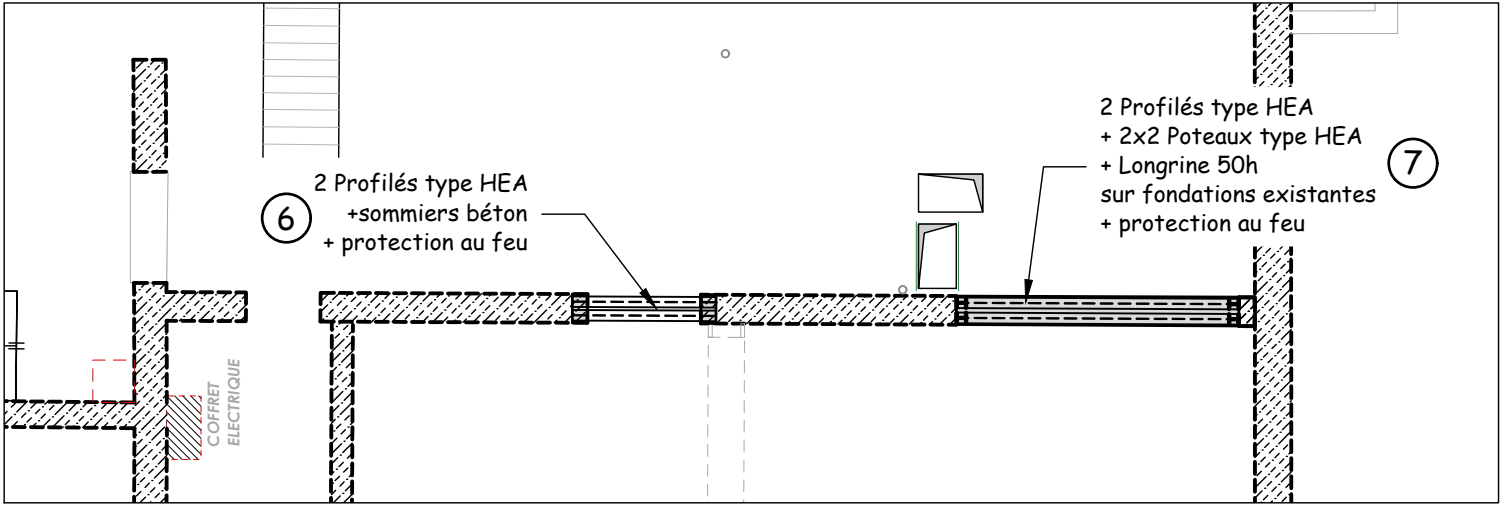 2 Profilés type HEA
+sommiers béton
+ protection au feu
6
2 Profilés type HEA
+ 2x2 Poteaux type HEA
+ Longrine 50h
sur fondations existantes
+ protection au feu
7
COFFRET
ELECTRIQUE